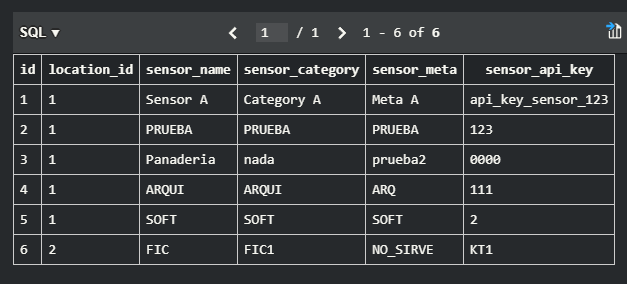 SQL ▼ < 1 / 1 > 1 - 6 of 6
id location_id sensor_name sensor_category sensor_meta sensor_api_key
1 1 Sensor A Category A Meta A api_key_sensor_123
2 1 PRUEBA PRUEBA PRUEBA 123
3 1 Panaderia nada prueba2 0000
4 1 ARQUI ARQUI ARQ 111
5 1 SOFT SOFT SOFT 2
6 2 FIC FIC1 NO_SIRVE KT1